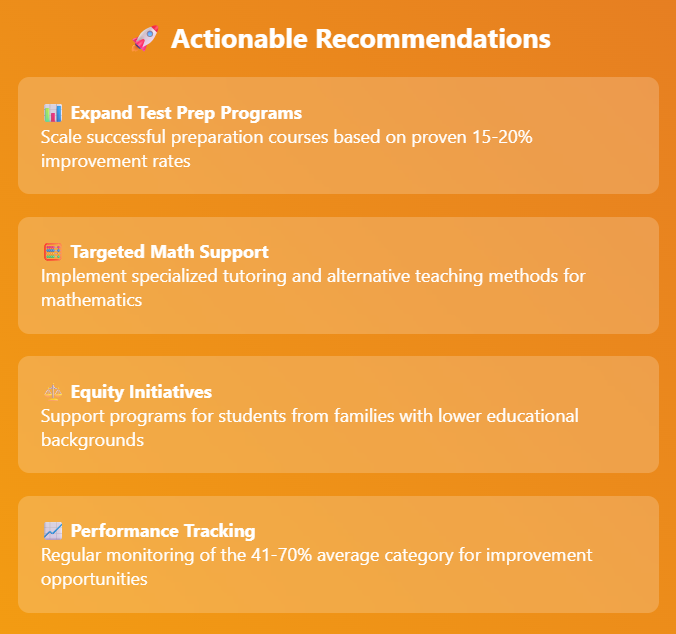 🚀 Actionable Recommendations
📊 Expand Test Prep Programs
Scale successful preparation courses based on proven 15-20%
improvement rates
🧮 Targeted Math Support
Implement specialized tutoring and alternative teaching methods for
mathematics
⚖️ Equity Initiatives
Support programs for students from families with lower educational
backgrounds
📈 Performance Tracking
Regular monitoring of the 41-70% average category for improvement
opportunities